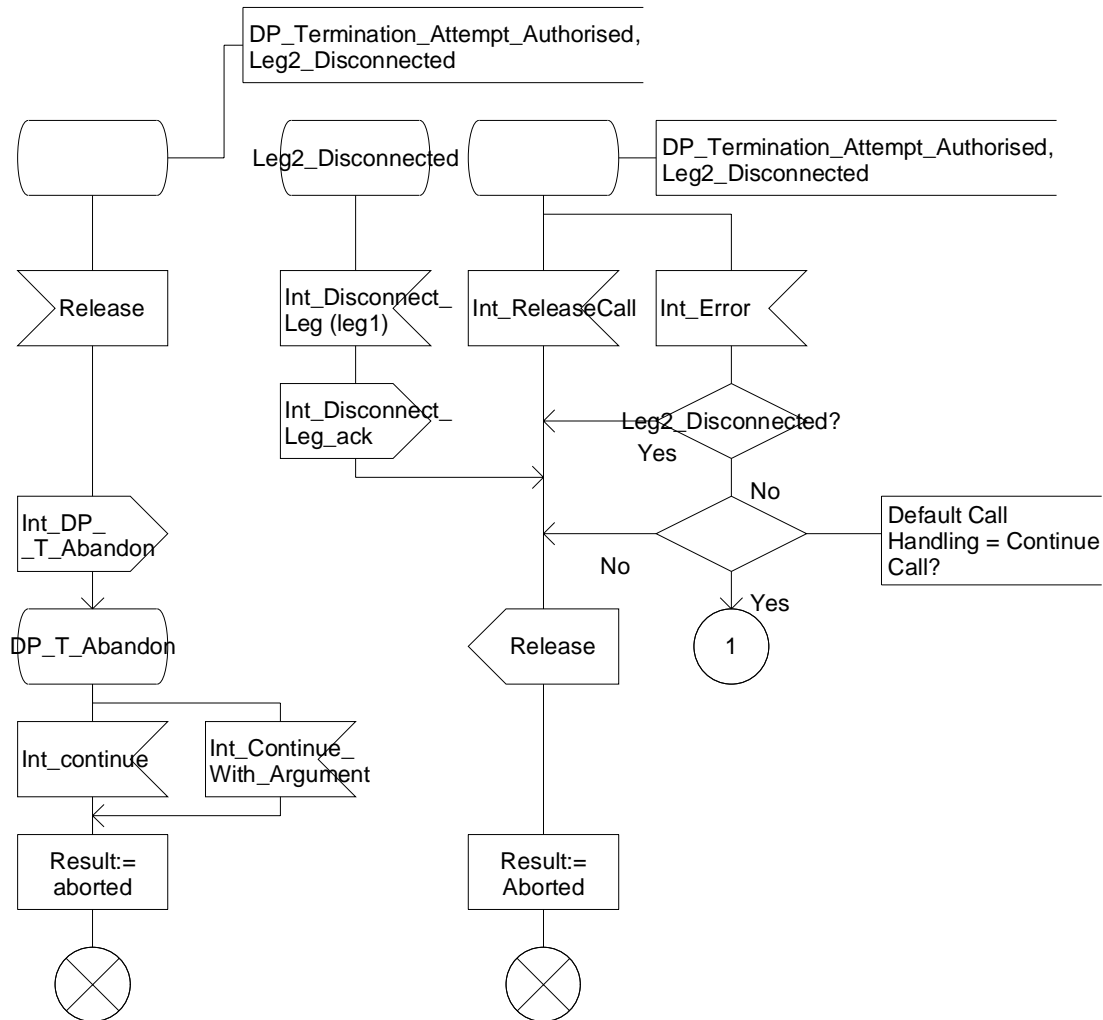 DP_Termination_Attempt_Authorised,
Leg2_Disconnected
Leg2_Disconnected
DP_Termination_Attempt_Authorised,
Leg2_Disconnected
Release
Int_Disconnect_
Leg (leg1)
Int_ReleaseCall
Int_Error
Int_Disconnect_
Leg_ack
Leg2_Disconnected?
Yes
No
Int_DP_
_T_Abandon
Default Call
Handling = Continue
Call?
No
Yes
DP_T_Abandon
Release
1
Int_continue
Int_Continue_
With_Argument
Result:=
aborted
Result:=
Aborted